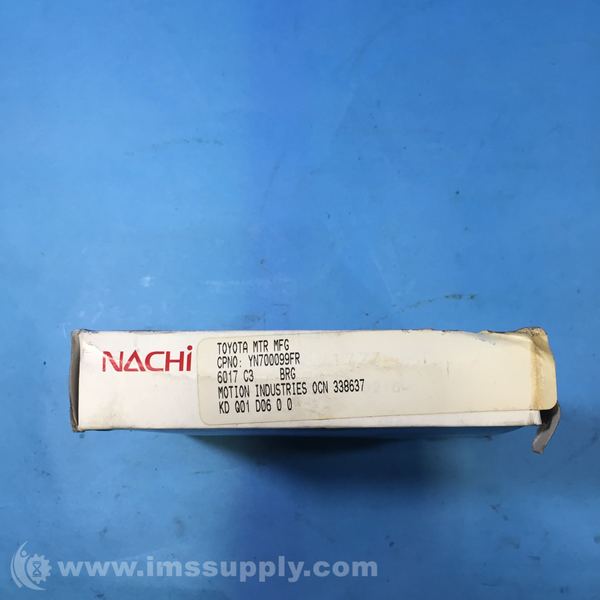 NACHi
TOYOTA MTR MFG
CPNO: YN700099FR
6017 C3 BRG
MOTION INDUSTRIES OCN 338637
KD Q01 D06 0 0
www.imssupply.com